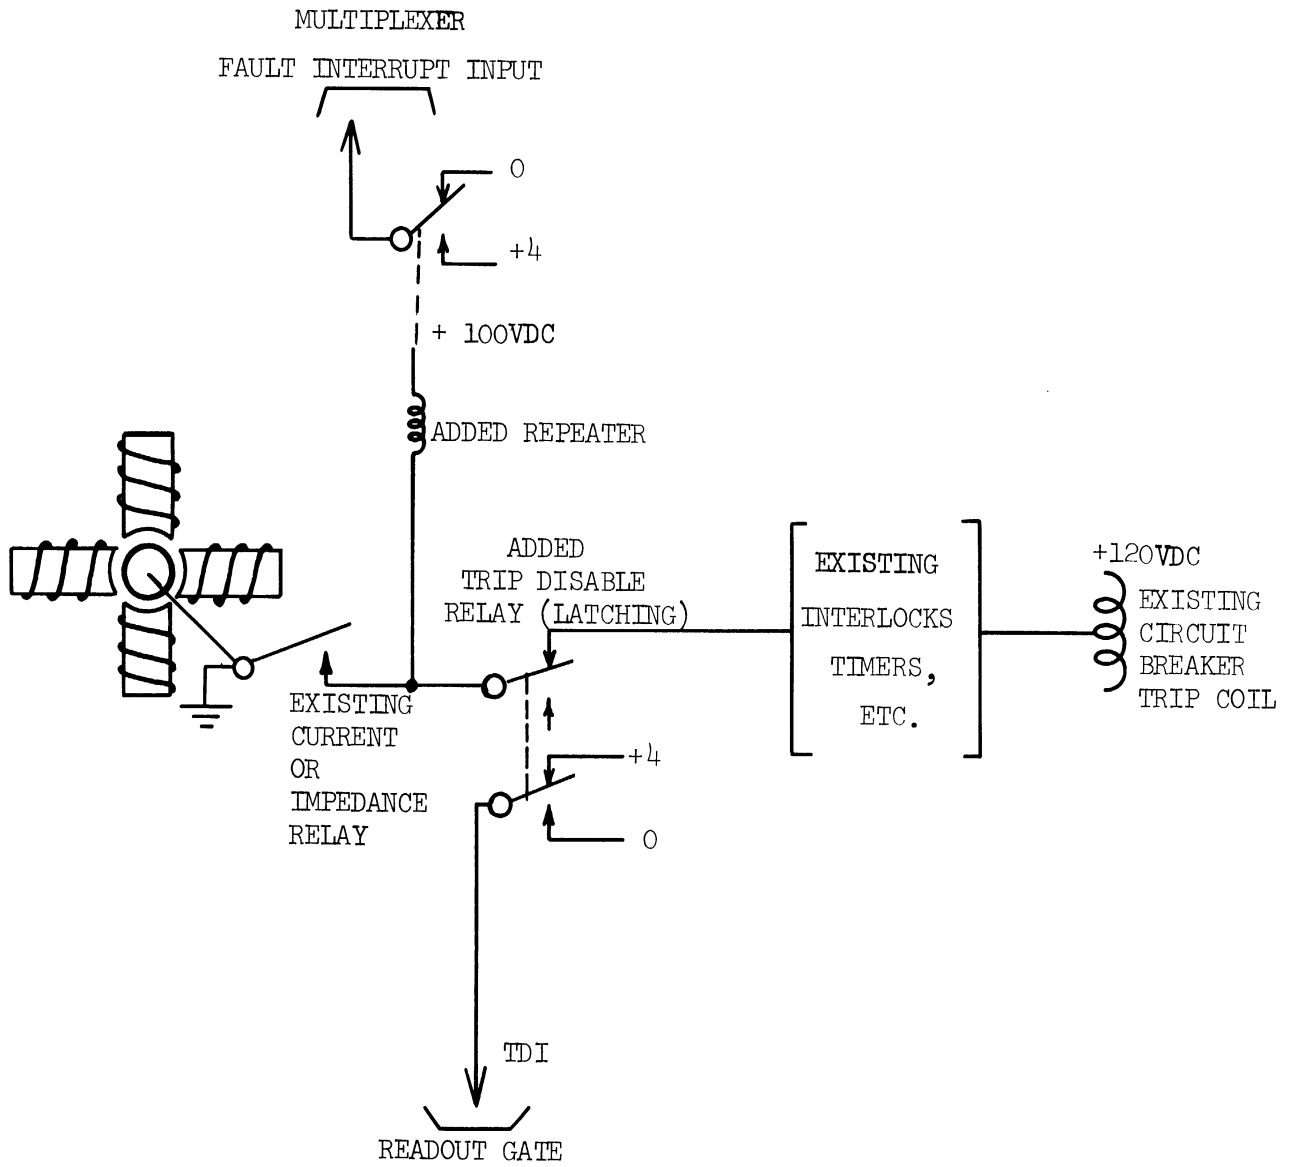 MULTIPLEXER
FAULT INTERRUPT INPUT
0
+4
+ 100VDC
ADDED REPEATER
ADDED
TRIP DISABLE
RELAY (LATCHING)
EXISTING
INTERLOCKS
TIMERS,
ETC.
+120VDC
EXISTING
CIRCUIT
BREAKER
TRIP COIL
EXISTING
CURRENT
OR
IMPEDANCE
RELAY
+4
0
TDI
READOUT GATE